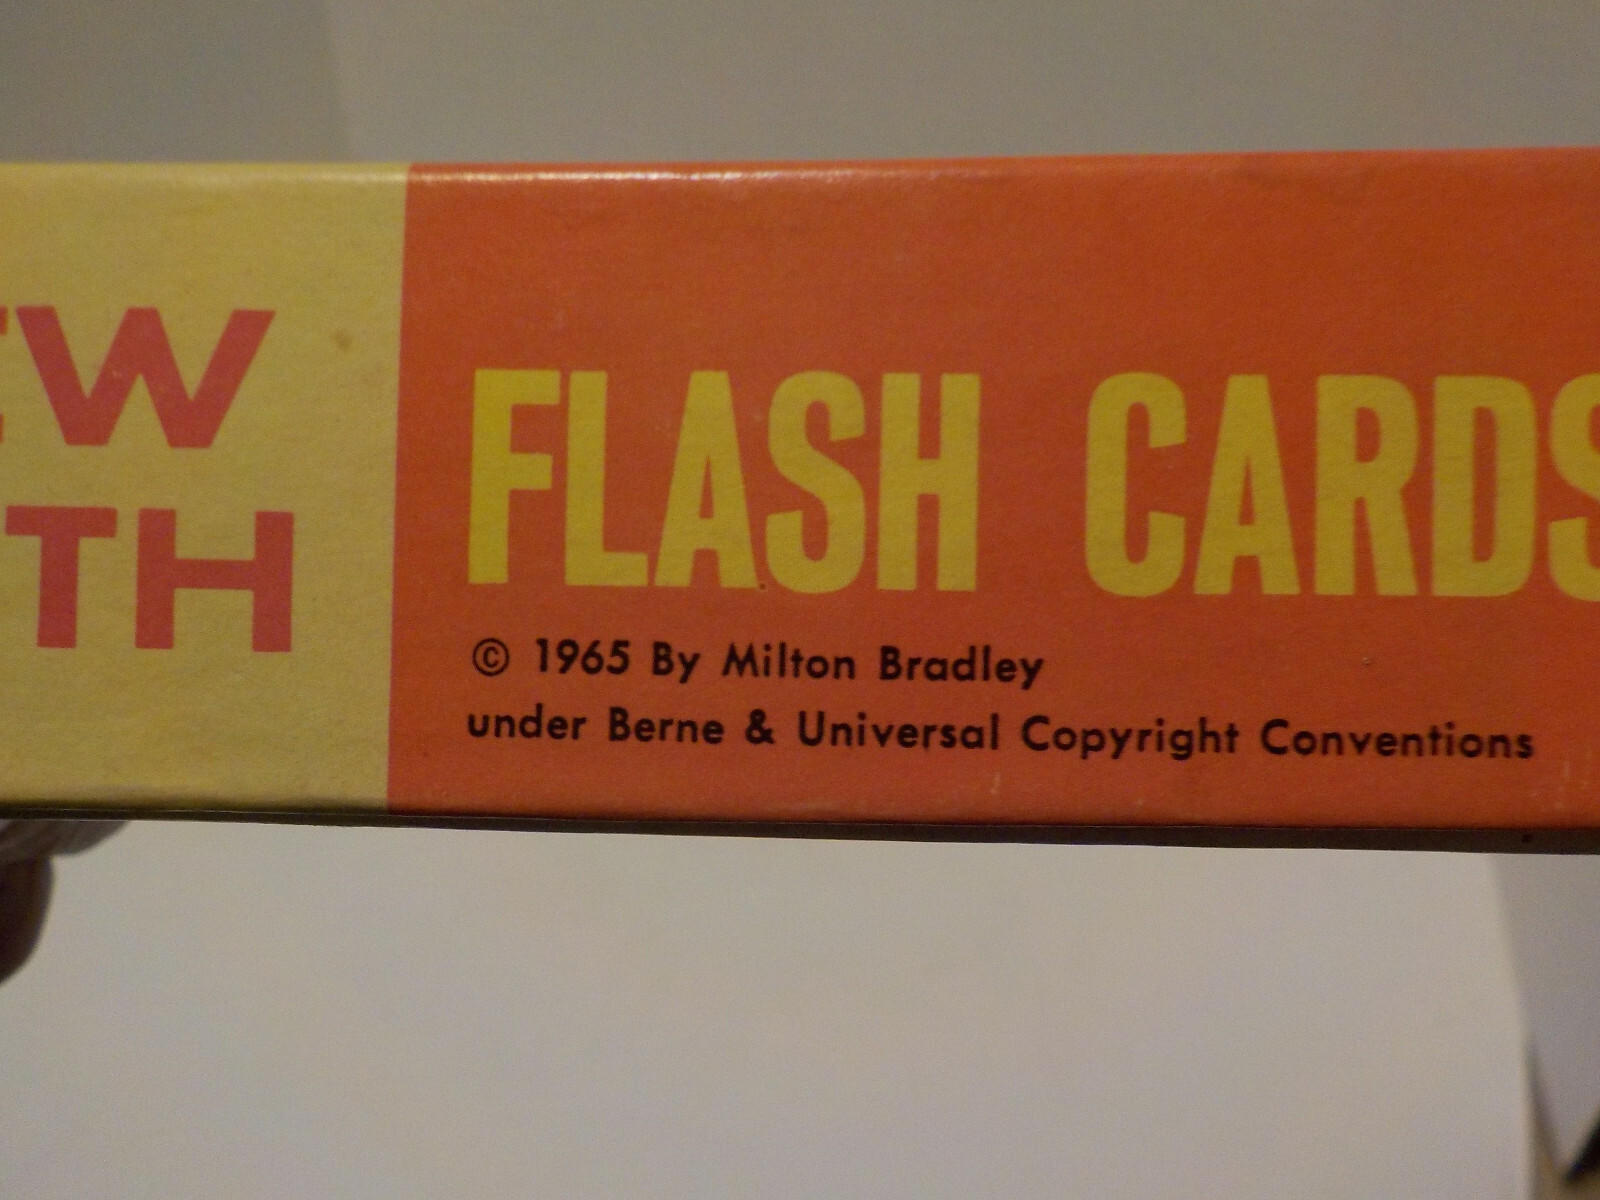 EW
TH
FLASH CARDS
© 1965 By Milton Bradley
under Berne & Universal Copyright Conventions